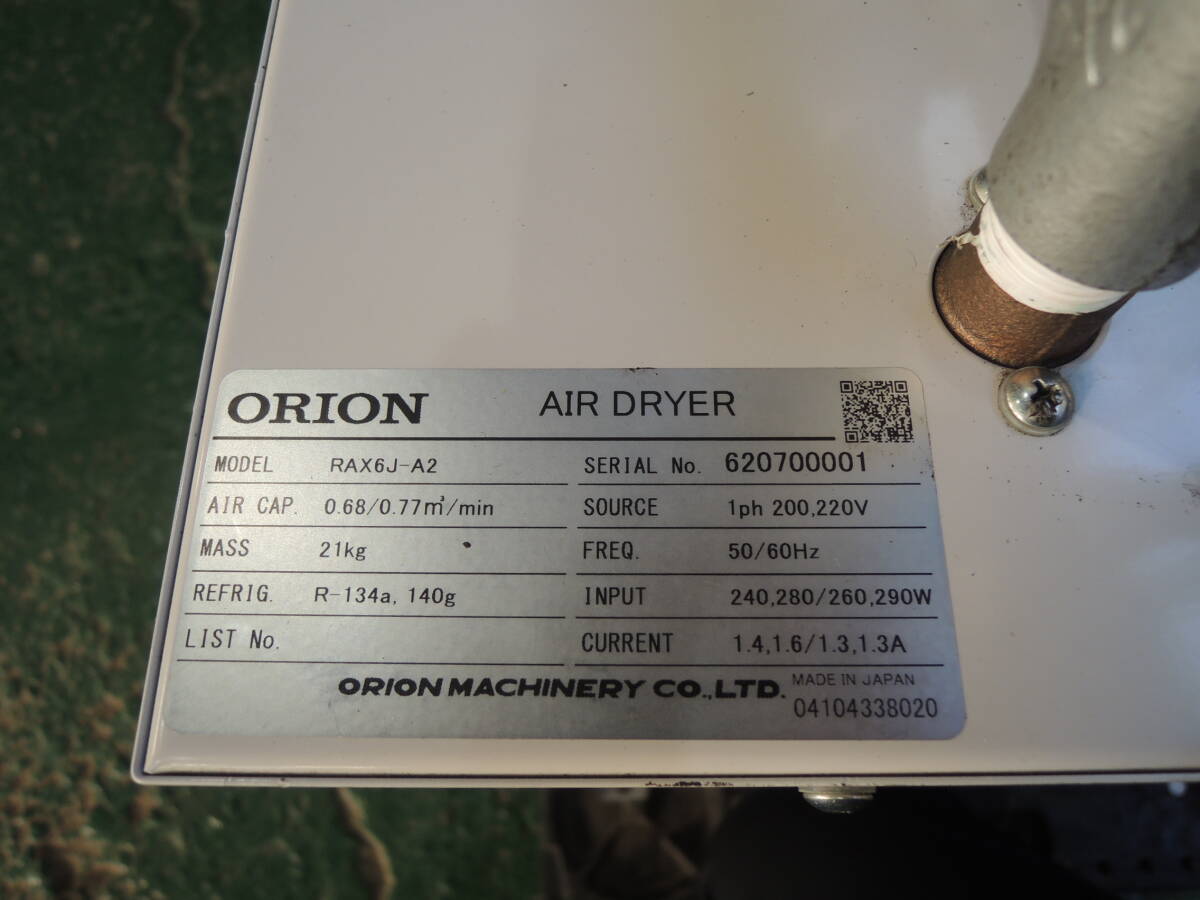 ORION AIR DRYER
MODEL RAX6J-A2 SERIAL No. 620700001
AIR CAP. 0.68/0.77㎥/min SOURCE 1ph 200,220V
MASS 21kg FREQ. 50/60Hz
REFRIG. R-134a, 140g INPUT 240,280/260,290W
LIST No. CURRENT 1.4,1.6/1.3,1.3A
ORION MACHINERY CO.,LTD. MADE IN JAPAN
04104338020